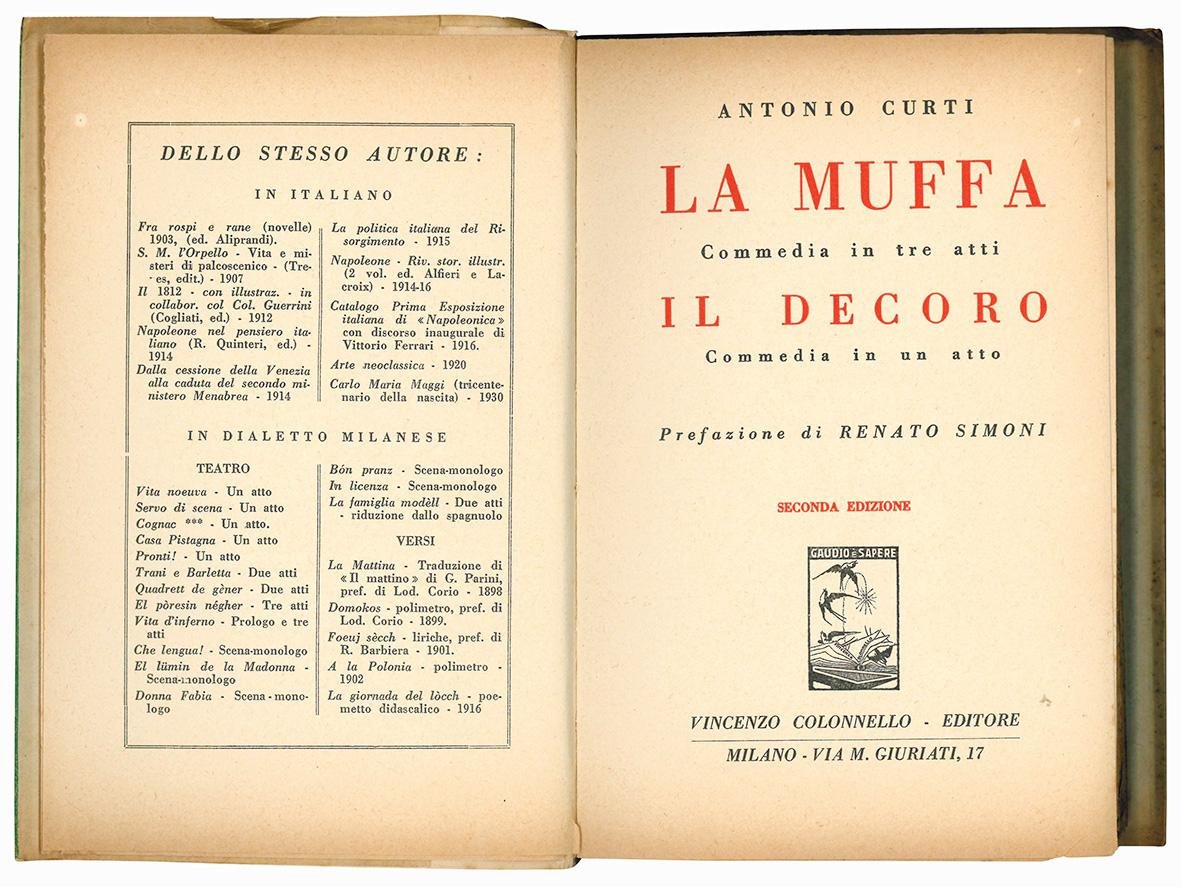 DELLO STESSO AUTORE :
IN ITALIANO
Fra rospi e rane (novelle)
1903, (ed. Aliprandi).
S. M. l'Orpello - Vita e mi-
steri di palcoscenico - (Tre-
es, edit.) - 1907
Il 1812 - con illustraz. - in
collabor. col Col. Guerrini
(Cogliati, ed.) - 1912
Napoleone nel pensiero ita-
liano (R. Quinteri, ed.) -
1914
Dalla cessione della Venezia
alla caduta del secondo mi-
nistero Menabrea - 1914
La politica italiana del Ri-
sorgimento - 1915
Napoleone - Riv. stor. illustr.
(2 vol. ed. Alfieri e La-
croix) - 1914-16
Catalogo Prima Esposizione
italiana di « Napoleonica »
con discorso inaugurale di
Vittorio Ferrari - 1916.
Arte neoclassica - 1920
Carlo Maria Maggi (tricente-
nario della nascita) - 1930
IN DIALETTO MILANESE
TEATRO
Vita noeuva - Un atto
Servo di scena - Un atto
Cognac *** - Un atto.
Casa Pistagna - Un atto
Pronti! - Un atto
Trani e Barletta - Due atti
Quadrett de gèner - Due atti
El pòresin négher - Tre atti
Vita d'inferno - Prologo e tre
atti
Che lengua! - Scena-monologo
El lümin de la Madonna -
Scena-monologo
Donna Fabia - Scena - mono-
logo
Bón pranz - Scena-monologo
In licenza - Scena-monologo
La famiglia modèll - Due atti
- riduzione dallo spagnuolo
VERSI
La Mattina - Traduzione di
« Il mattino » di G. Parini,
pref. di Lod. Corio - 1898
Domokos - polimetro, pref. di
Lod. Corio - 1899.
Foeuj sècch - liriche, pref. di
R. Barbiera - 1901.
A la Polonia - polimetro -
1902
La giornada del lòcch - poe-
metto didascalico - 1916
ANTONIO CURTI
LA MUFFA
Commedia in tre atti
IL DECORO
Commedia in un atto
Prefazione di RENATO SIMONI
SECONDA EDIZIONE
GAUDIO È SAPERE
VINCENZO COLONNELLO - EDITORE
MILANO - VIA M. GIURIATI, 17